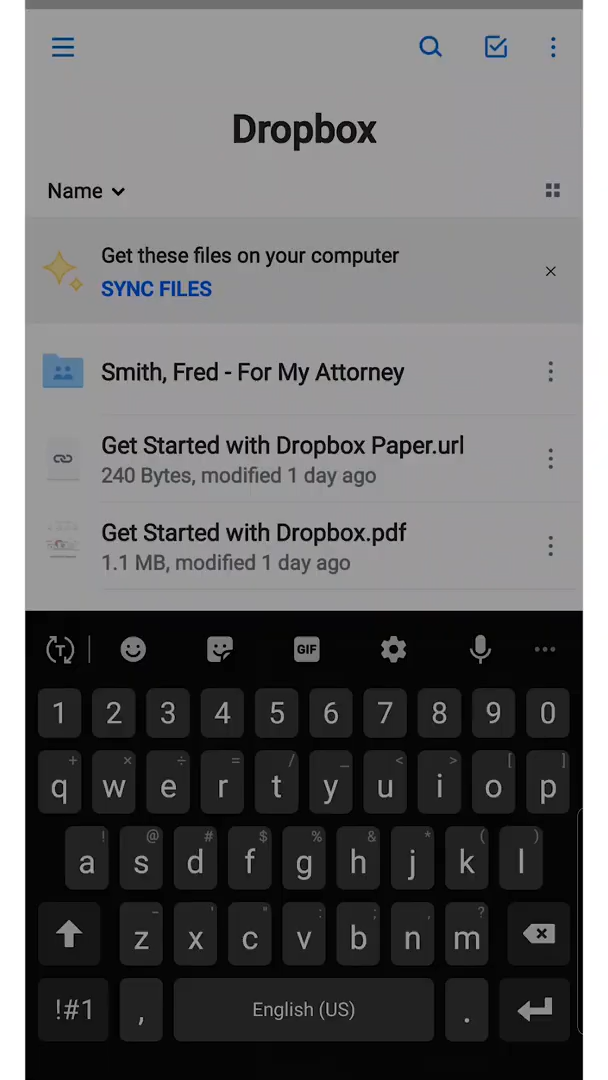 Dropbox
Name
Get these files on your computer
SYNC FILES
Smith, Fred - For My Attorney
Get Started with Dropbox Paper.url
240 Bytes, modified 1 day ago
Get Started with Dropbox.pdf
1.1 MB, modified 1 day ago
T GIF
1 2 3 4 5 6 7 8 9 0
+ × ÷ = / _ < > [ ]
q w e r t y u i o p
! @ # $ % & * ( )
a s d f g h j k l
- ' " : ; , ?
z x c v b n m
!#1 , English (US) .